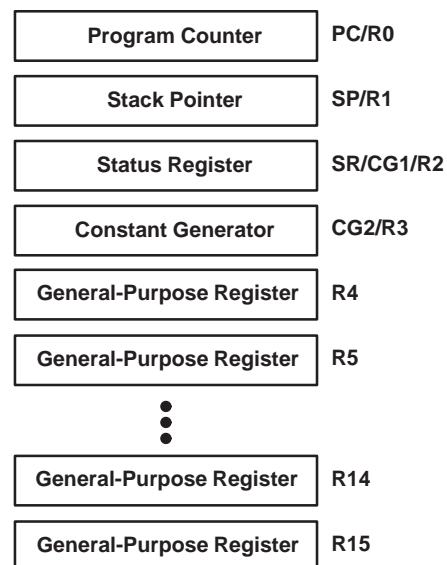 Program Counter PC/R0
Stack Pointer SP/R1
Status Register SR/CG1/R2
Constant Generator CG2/R3
General-Purpose Register R4
General-Purpose Register R5
General-Purpose Register R14
General-Purpose Register R15